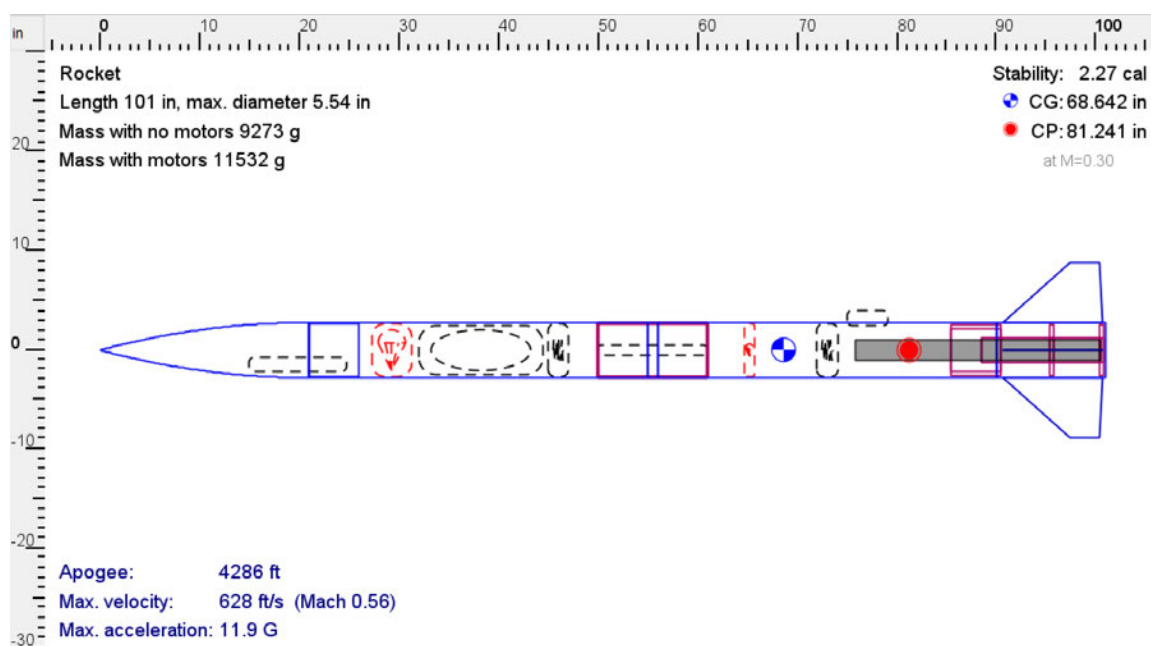 in
0 10 20 30 40 50 60 70 80 90 100
Rocket
Length 101 in, max. diameter 5.54 in
Mass with no motors 9273 g
Mass with motors 11532 g
Stability: 2.27 cal
CG: 68.642 in
CP: 81.241 in
at M=0.30
20
10
0
-10
-20
-30
Apogee: 4286 ft
Max. velocity: 628 ft/s (Mach 0.56)
Max. acceleration: 11.9 G